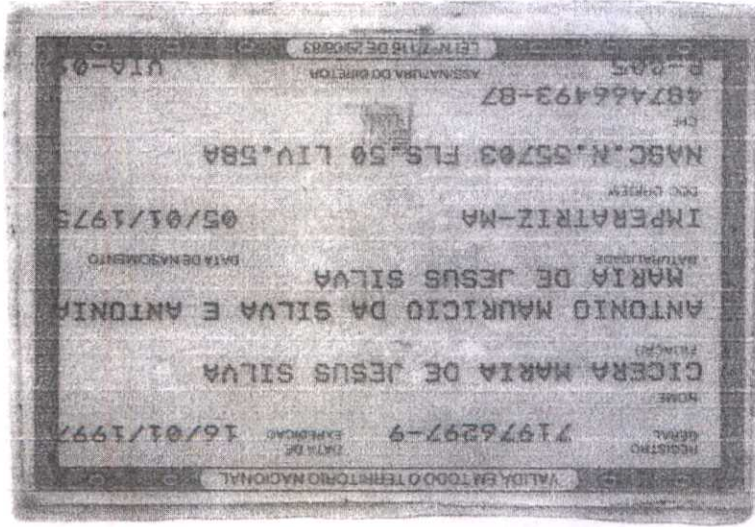 VALIDA EM TODO O TERRITORIO NACIONAL
REGISTRO GERAL 71976297-9 DATA DE EXPEDIÇÃO 16/01/1997
NOME
CICERA MARIA DE JESUS SILVA
FILIAÇÃO
ANTONIO MAURICIO DA SILVA E ANTONIA
MARIA DE JESUS SILVA
NATURALIDADE DATA DE NASCIMENTO
IMPERATRIZ-MA 05/01/1975
DOC ORIGEM
NASC.N.55703 FLS.50 LIV.58A
CPF
487466493-87
ASSINATURA DO DIRETOR
LEI Nº 7.116 DE 29/08/83